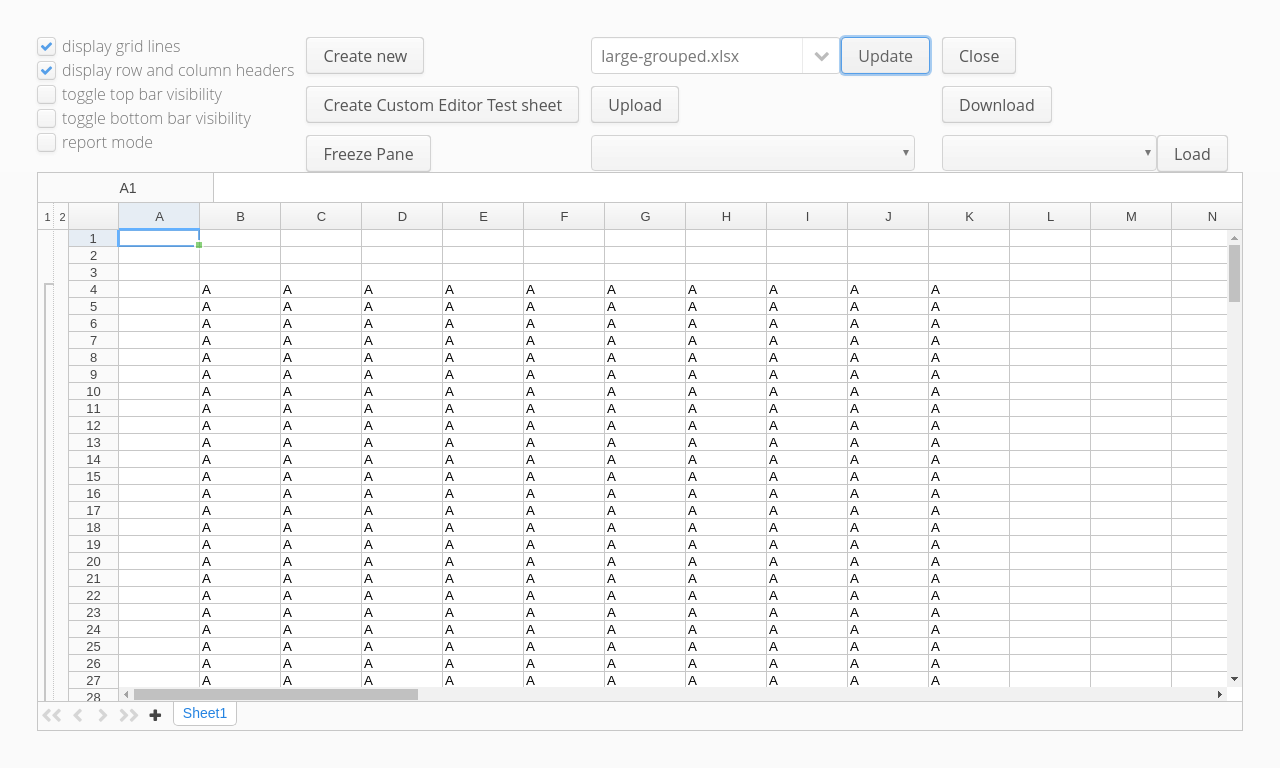 display grid lines
display row and column headers
toggle top bar visibility
toggle bottom bar visibility
report mode
Create new
large-grouped.xlsx
Update
Close
Create Custom Editor Test sheet
Upload
Download
Freeze Pane
Load
A1
1 2 A B C D E F G H I J K L M N
1
2
3
4 A A A A A A A A A A
5 A A A A A A A A A A
6 A A A A A A A A A A
7 A A A A A A A A A A
8 A A A A A A A A A A
9 A A A A A A A A A A
10 A A A A A A A A A A
11 A A A A A A A A A A
12 A A A A A A A A A A
13 A A A A A A A A A A
14 A A A A A A A A A A
15 A A A A A A A A A A
16 A A A A A A A A A A
17 A A A A A A A A A A
18 A A A A A A A A A A
19 A A A A A A A A A A
20 A A A A A A A A A A
21 A A A A A A A A A A
22 A A A A A A A A A A
23 A A A A A A A A A A
24 A A A A A A A A A A
25 A A A A A A A A A A
26 A A A A A A A A A A
27 A A A A A A A A A A
28
Sheet1